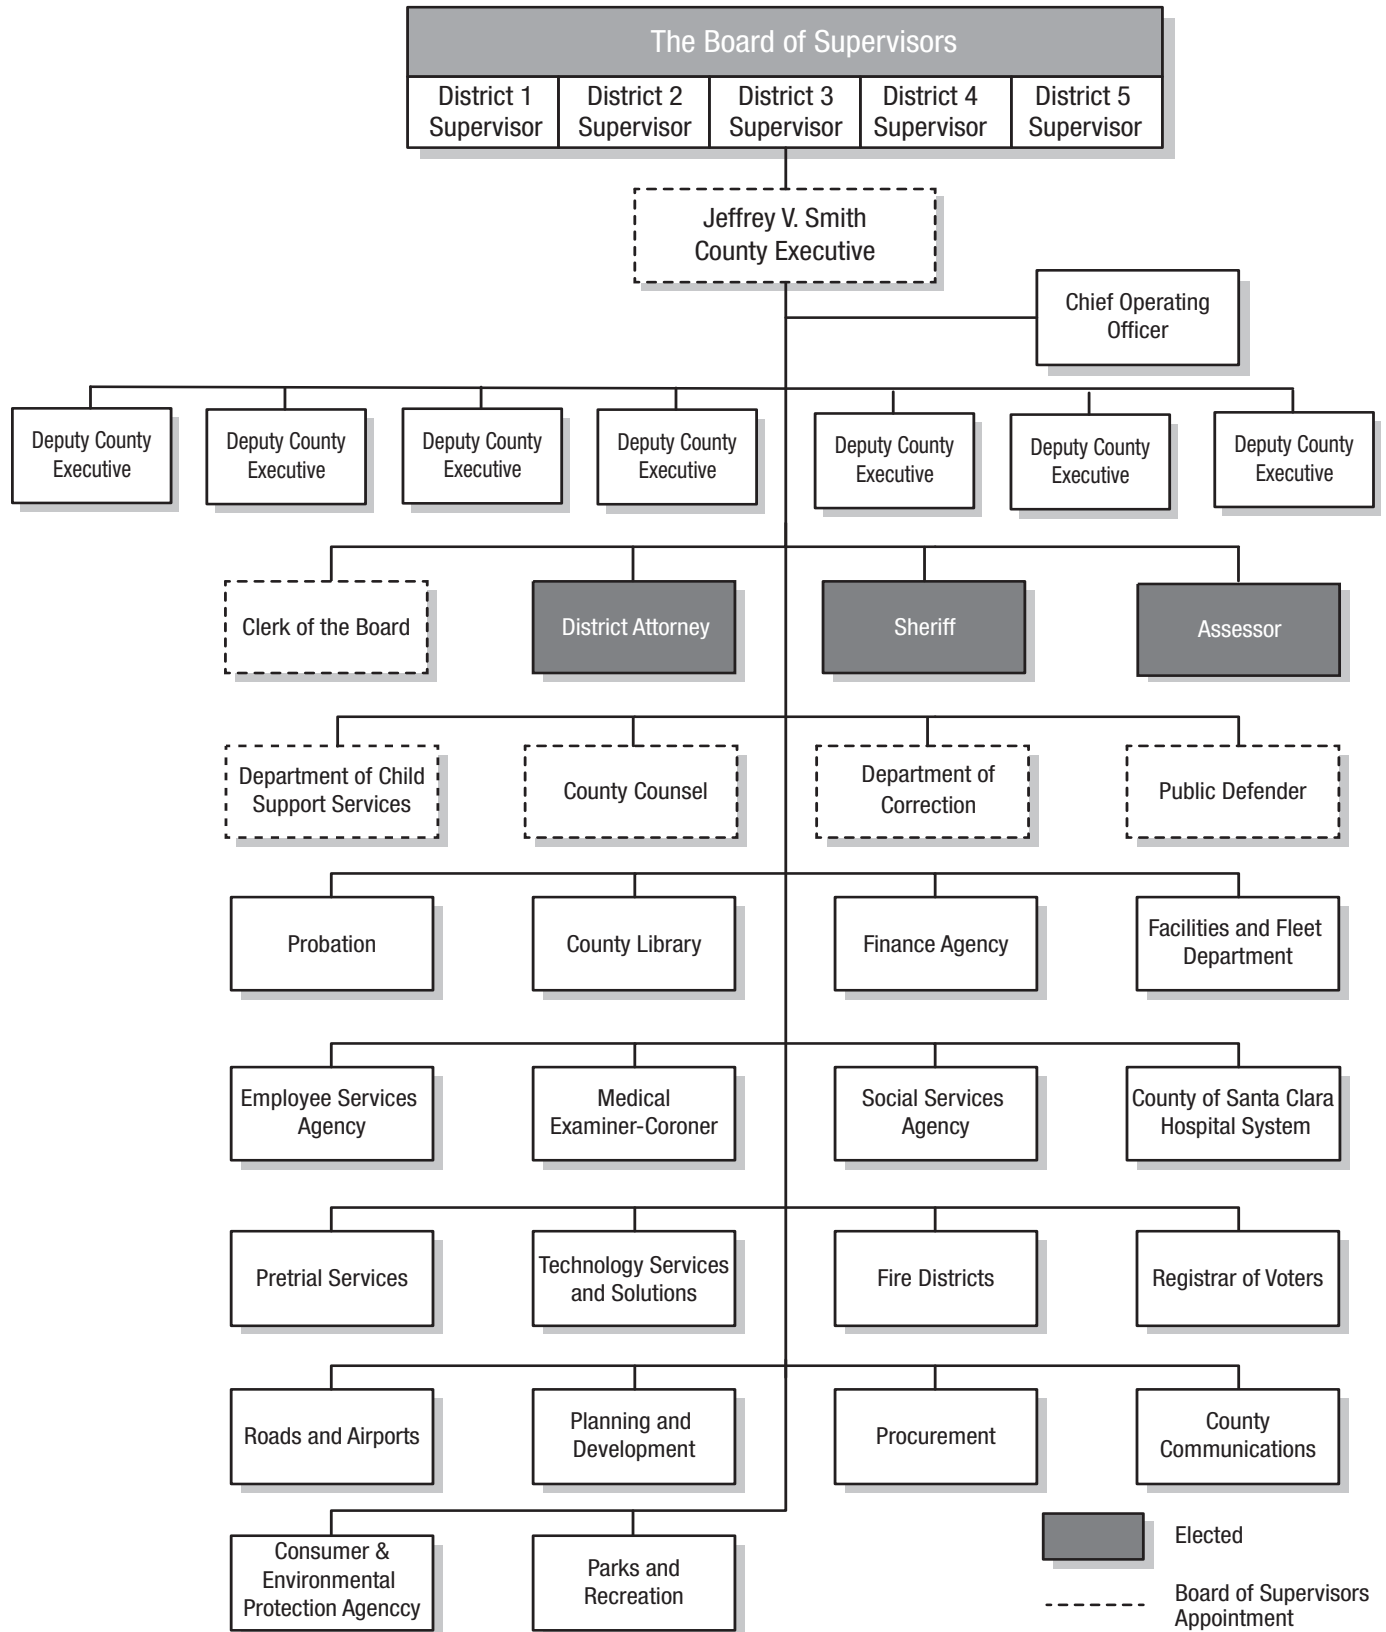 The Board of Supervisors
District 1
Supervisor
District 2
Supervisor
District 3
Supervisor
District 4
Supervisor
District 5
Supervisor
Jeffrey V. Smith
County Executive
Chief Operating
Officer
Deputy County
Executive
Deputy County
Executive
Deputy County
Executive
Deputy County
Executive
Deputy County
Executive
Deputy County
Executive
Deputy County
Executive
Clerk of the Board
District Attorney
Sheriff
Assessor
Department of Child
Support Services
County Counsel
Department of
Correction
Public Defender
Probation
County Library
Finance Agency
Facilities and Fleet
Department
Employee Services
Agency
Medical
Examiner-Coroner
Social Services
Agency
County of Santa Clara
Hospital System
Pretrial Services
Technology Services
and Solutions
Fire Districts
Registrar of Voters
Roads and Airports
Planning and
Development
Procurement
County
Communications
Consumer &
Environmental
Protection Agenccy
Parks and
Recreation
Elected
Board of Supervisors
Appointment